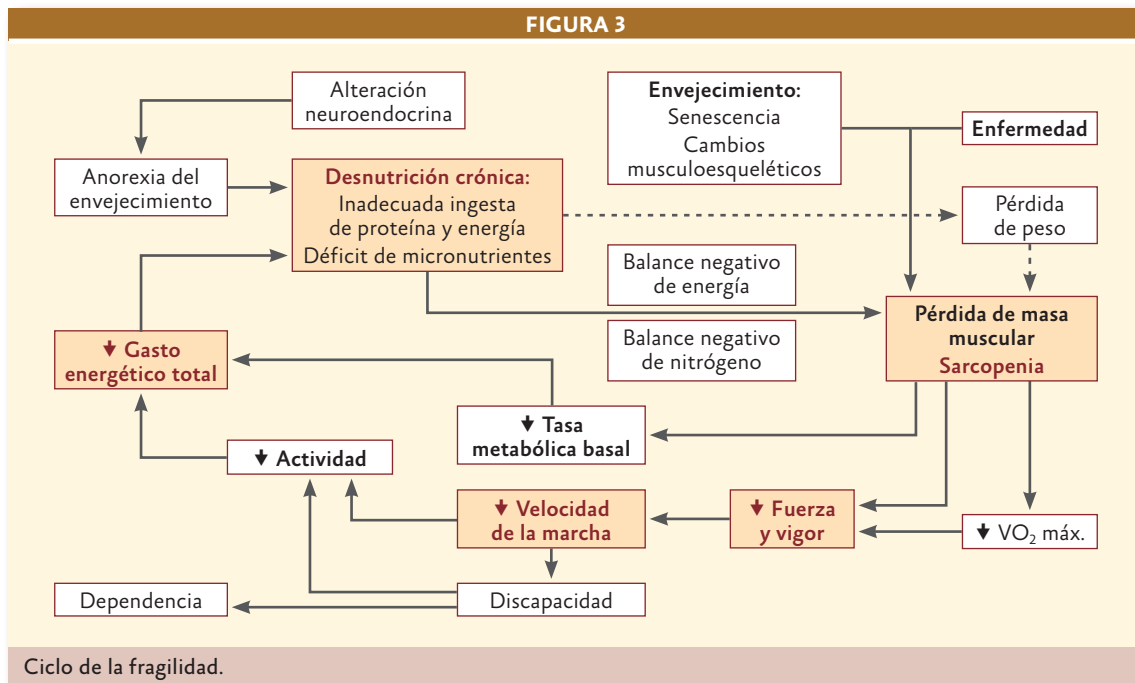 FIGURA 3
Alteración
neuroendocrina
Envejecimiento:
Senescencia
Cambios
musculoesqueléticos
Enfermedad
Anorexia del
envejecimiento
Desnutrición crónica:
Inadecuada ingesta
de proteína y energía
Déficit de micronutrientes
Pérdida
de peso
Balance negativo
de energía
Balance negativo
de nitrógeno
Pérdida de masa
muscular
Sarcopenia
Gasto
energético total
Tasa
metabólica basal
Actividad
Velocidad
de la marcha
Fuerza
y vigor
VO₂ máx.
Dependencia
Discapacidad
Ciclo de la fragilidad.